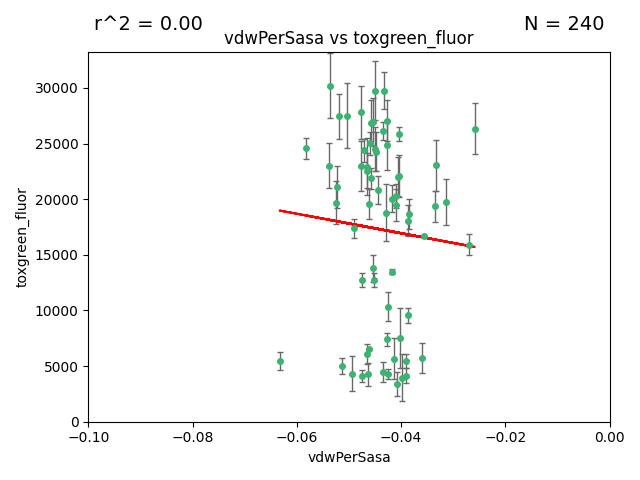 r^2 = 0.00
N = 240
vdwPerSasa vs toxgreen_fluor
30000
25000
20000
15000
10000
5000
0
toxgreen_fluor
−0.10
−0.08
−0.06
−0.04
−0.02
0.00
vdwPerSasa